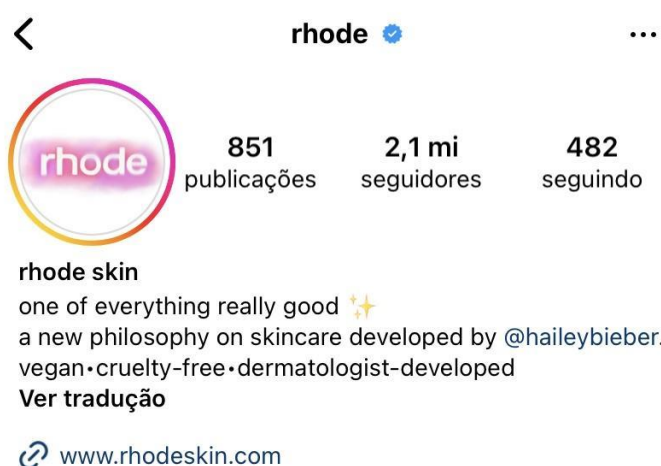 rhode
rhode
851
publicações
2,1 mi
seguidores
482
seguindo
rhode skin
one of everything really good ✨
a new philosophy on skincare developed by @haileybieber.
vegan•cruelty-free•dermatologist-developed
Ver tradução
www.rhodeskin.com